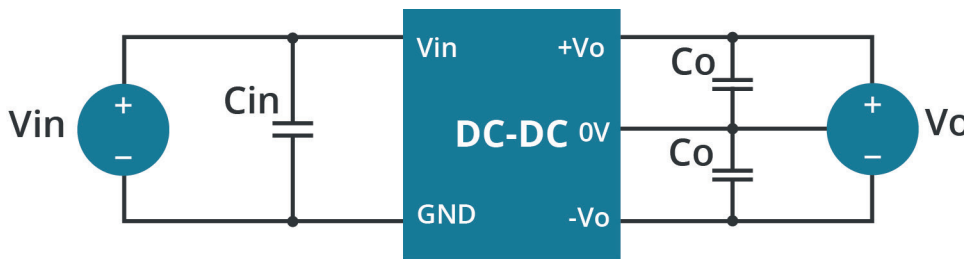 Vin
+
−
Cin
Vin
GND
DC-DC
+Vo
0V
-Vo
Co
Co
+
−
Vo